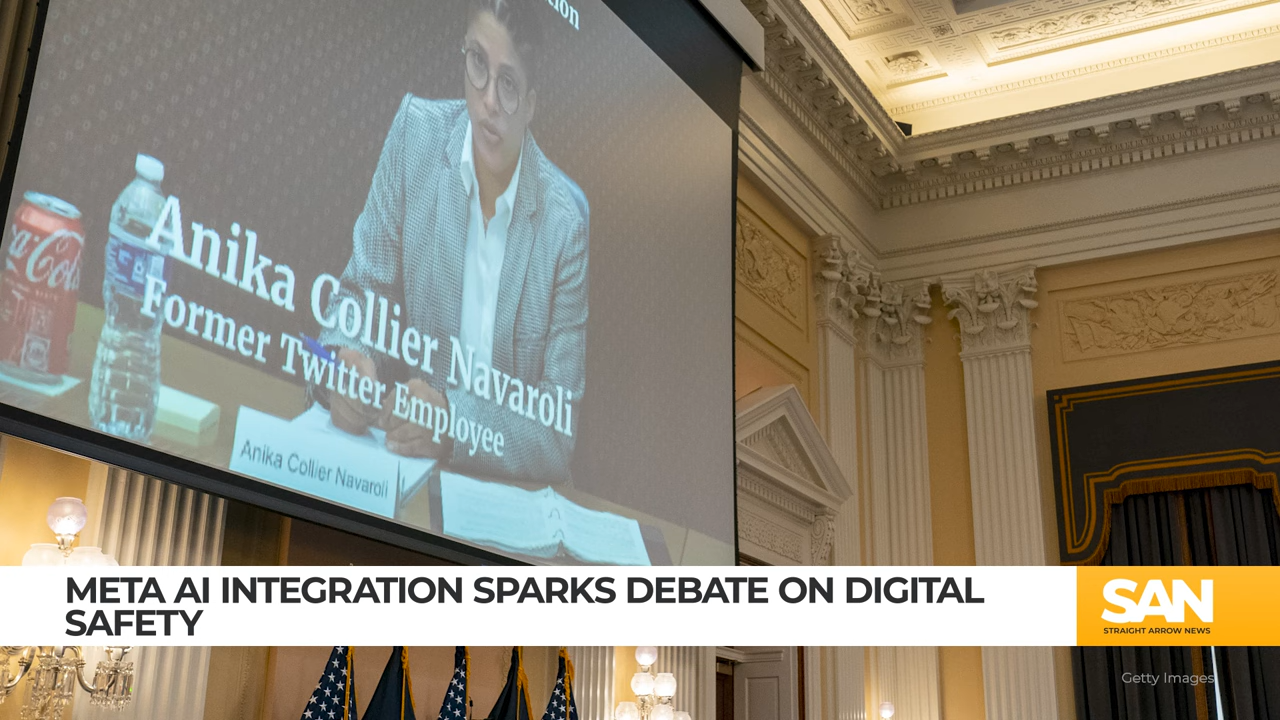 tion
Anika Collier Navaroli
Former Twitter Employee
a-Cola
Anika Collier Navaroli
META AI INTEGRATION SPARKS DEBATE ON DIGITAL
SAFETY
SAN
STRAIGHT ARROW NEWS
Getty Images